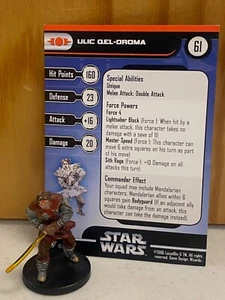 ULIC QEL-DROMA
61
Hit Points 160
Defense 23
Attack +16
Damage 20
Special Abilities
Unique
Melee Attack; Double Attack
Force Powers
Force 4
Lightsaber Block (Force 1: When hit by a
melee attack, this character takes no
damage with a save of 11)
Master Speed (Force 1: This character can
move 6 extra squares on his turn as part
of his move)
Sith Rage (Force 1: +10 Damage on all
attacks this turn)
Commander Effect
Your squad may include Mandalorian
characters. Mandalorian allies within 6
squares gain Bodyguard (If an adjacent ally
would take damage from an attack, this
character can take the damage instead).
STAR
WARS